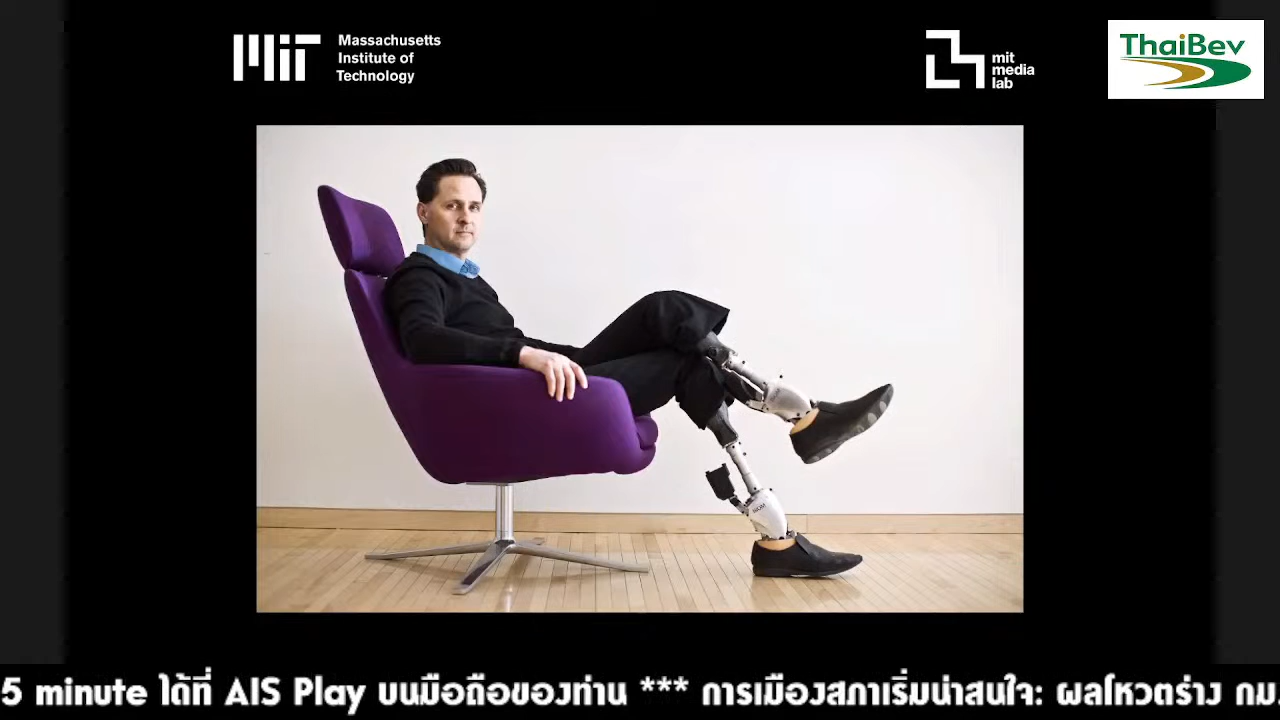 Massachusetts
Institute of
Technology
mit
media
lab
ThaiBev
5 minute ได้ที่ AIS Play บนมือถือของท่าน *** การเมืองสภาเริ่มน่าสนใจ: ผลโหวตร่าง กม